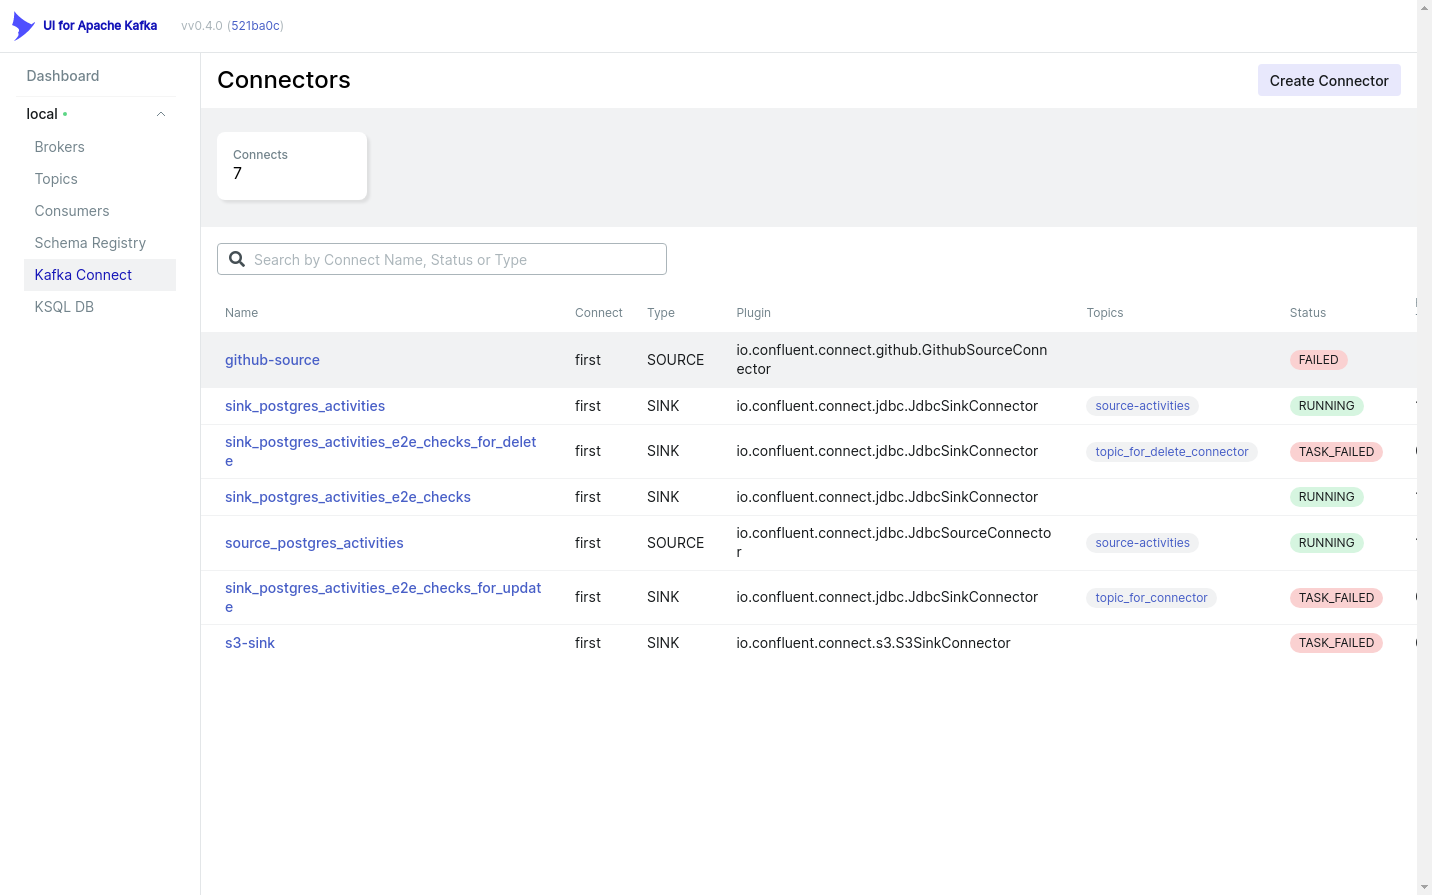 UI for Apache Kafka vv0.4.0 (521ba0c)
Dashboard
local
Brokers
Topics
Consumers
Schema Registry
Kafka Connect
KSQL DB
Connectors
Create Connector
Connects
7
Search by Connect Name, Status or Type
Name Connect Type Plugin Topics Status
github-source first SOURCE io.confluent.connect.github.GithubSourceConn
ector FAILED
sink_postgres_activities first SINK io.confluent.connect.jdbc.JdbcSinkConnector source-activities RUNNING
sink_postgres_activities_e2e_checks_for_delet
e first SINK io.confluent.connect.jdbc.JdbcSinkConnector topic_for_delete_connector TASK_FAILED
sink_postgres_activities_e2e_checks first SINK io.confluent.connect.jdbc.JdbcSinkConnector RUNNING
source_postgres_activities first SOURCE io.confluent.connect.jdbc.JdbcSourceConnecto
r source-activities RUNNING
sink_postgres_activities_e2e_checks_for_updat
e first SINK io.confluent.connect.jdbc.JdbcSinkConnector topic_for_connector TASK_FAILED
s3-sink first SINK io.confluent.connect.s3.S3SinkConnector TASK_FAILED